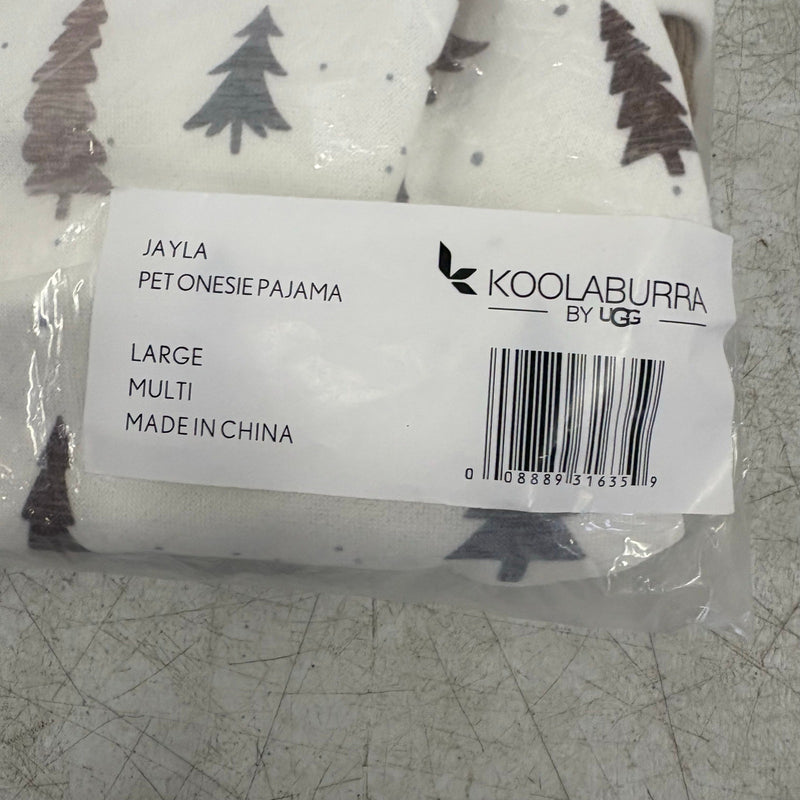 JAYLA
PET ONESIE PAJAMA
LARGE
MULTI
MADE IN CHINA
KOOLABURRA
BY UGG
0 08889 31635 9